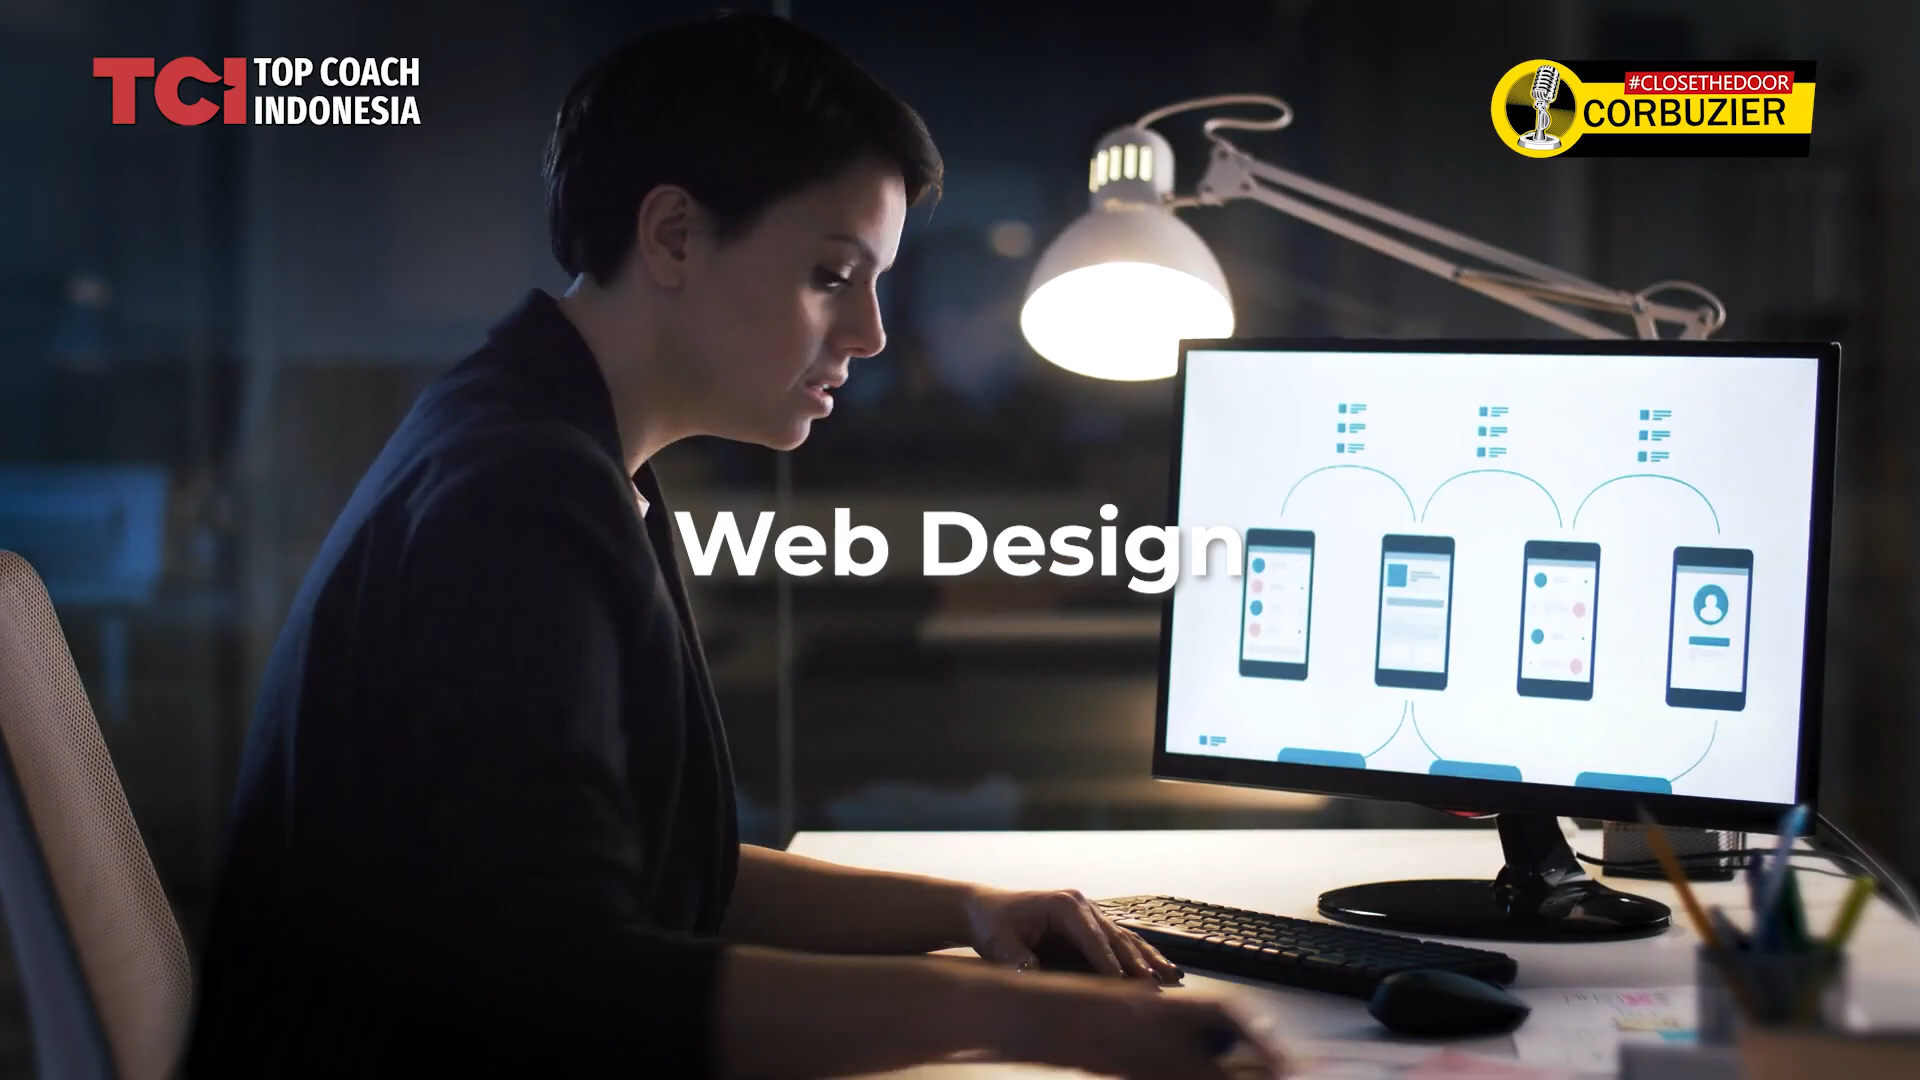 TCI TOP COACH
INDONESIA
#CLOSETHEDOOR
CORBUZIER
Web Design